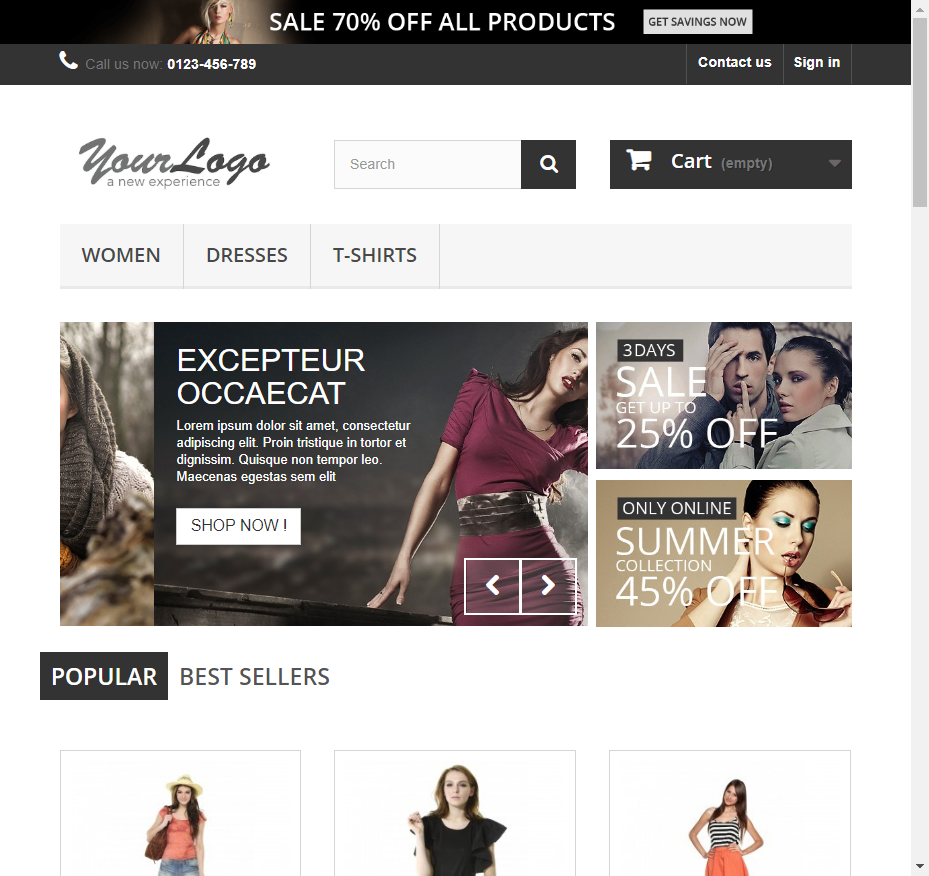 SALE 70% OFF ALL PRODUCTS GET SAVINGS NOW
Call us now: 0123-456-789 Contact us Sign in
YourLogo
a new experience
Search
Cart (empty)
WOMEN DRESSES T-SHIRTS
EXCEPTEUR
OCCAECAT
Lorem ipsum dolor sit amet, consectetur
adipiscing elit. Proin tristique in tortor et
dignissim. Quisque non tempor leo.
Maecenas egestas sem elit
SHOP NOW !
3DAYS
SALE
GET UP TO
25% OFF
ONLY ONLINE
SUMMER
COLLECTION
45% OFF
POPULAR BEST SELLERS